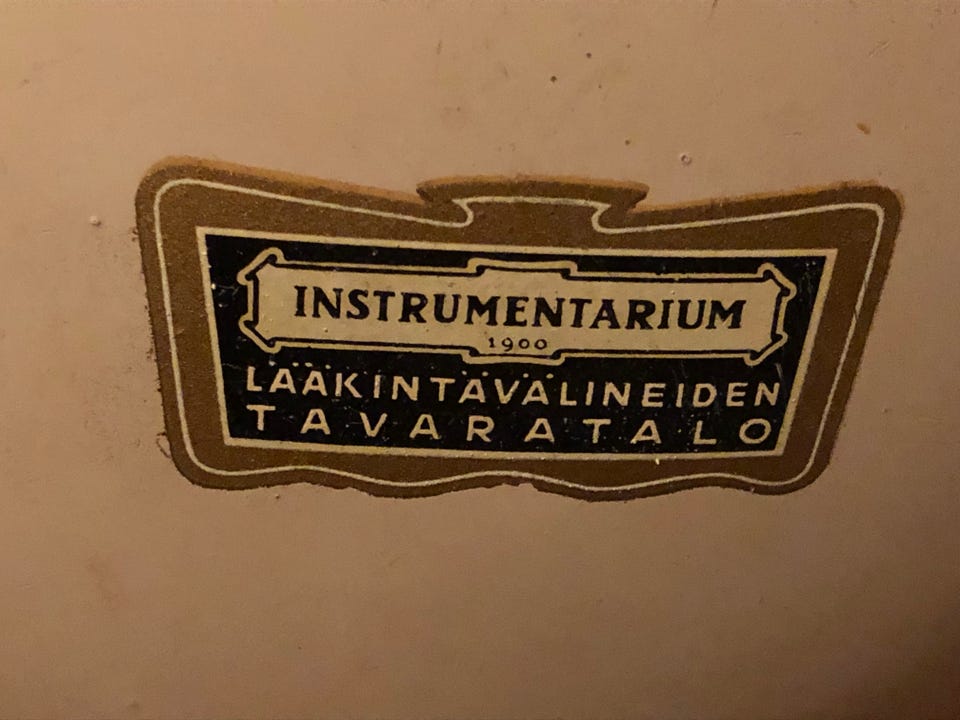 INSTRUMENTARIUM
1900
LÄÄKINTÄVÄLINEIDEN
TAVARATALO